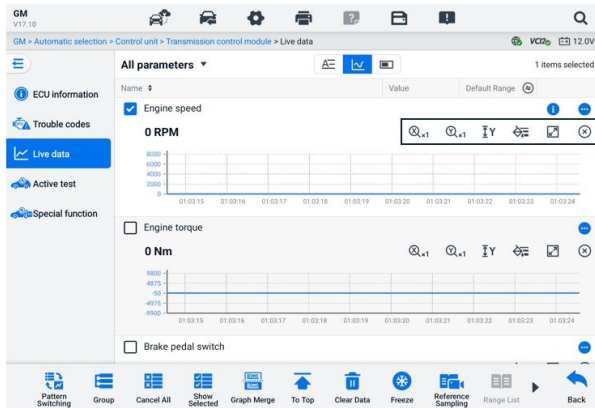 GM
V17.10
GM > Automatic selection > Control unit > Transmission control module > Live data
VCI2
12.0V
All parameters
1 items selected
Name
Value
Default Range
ECU information
Trouble codes
Live data
Active test
Special function
Engine speed
0 RPM
X x1
Y x1
Y
8000
6000
4000
2000
0
01:03:15 01:03:16 01:03:17 01:03:18 01:03:19 01:03:20 01:03:21 01:03:22 01:03:23 01:03:24
Engine torque
0 Nm
X x1
Y x1
Y
9800
4875
-50
-4975
-9900
01:03:15 01:03:16 01:03:17 01:03:18 01:03:19 01:03:20 01:03:21 01:03:22 01:03:23 01:03:24
Brake pedal switch
Pattern
Switching
Group
Cancel All
Show
Selected
Graph Merge
To Top
Clear Data
Freeze
Reference
Sampling
Range List
Back